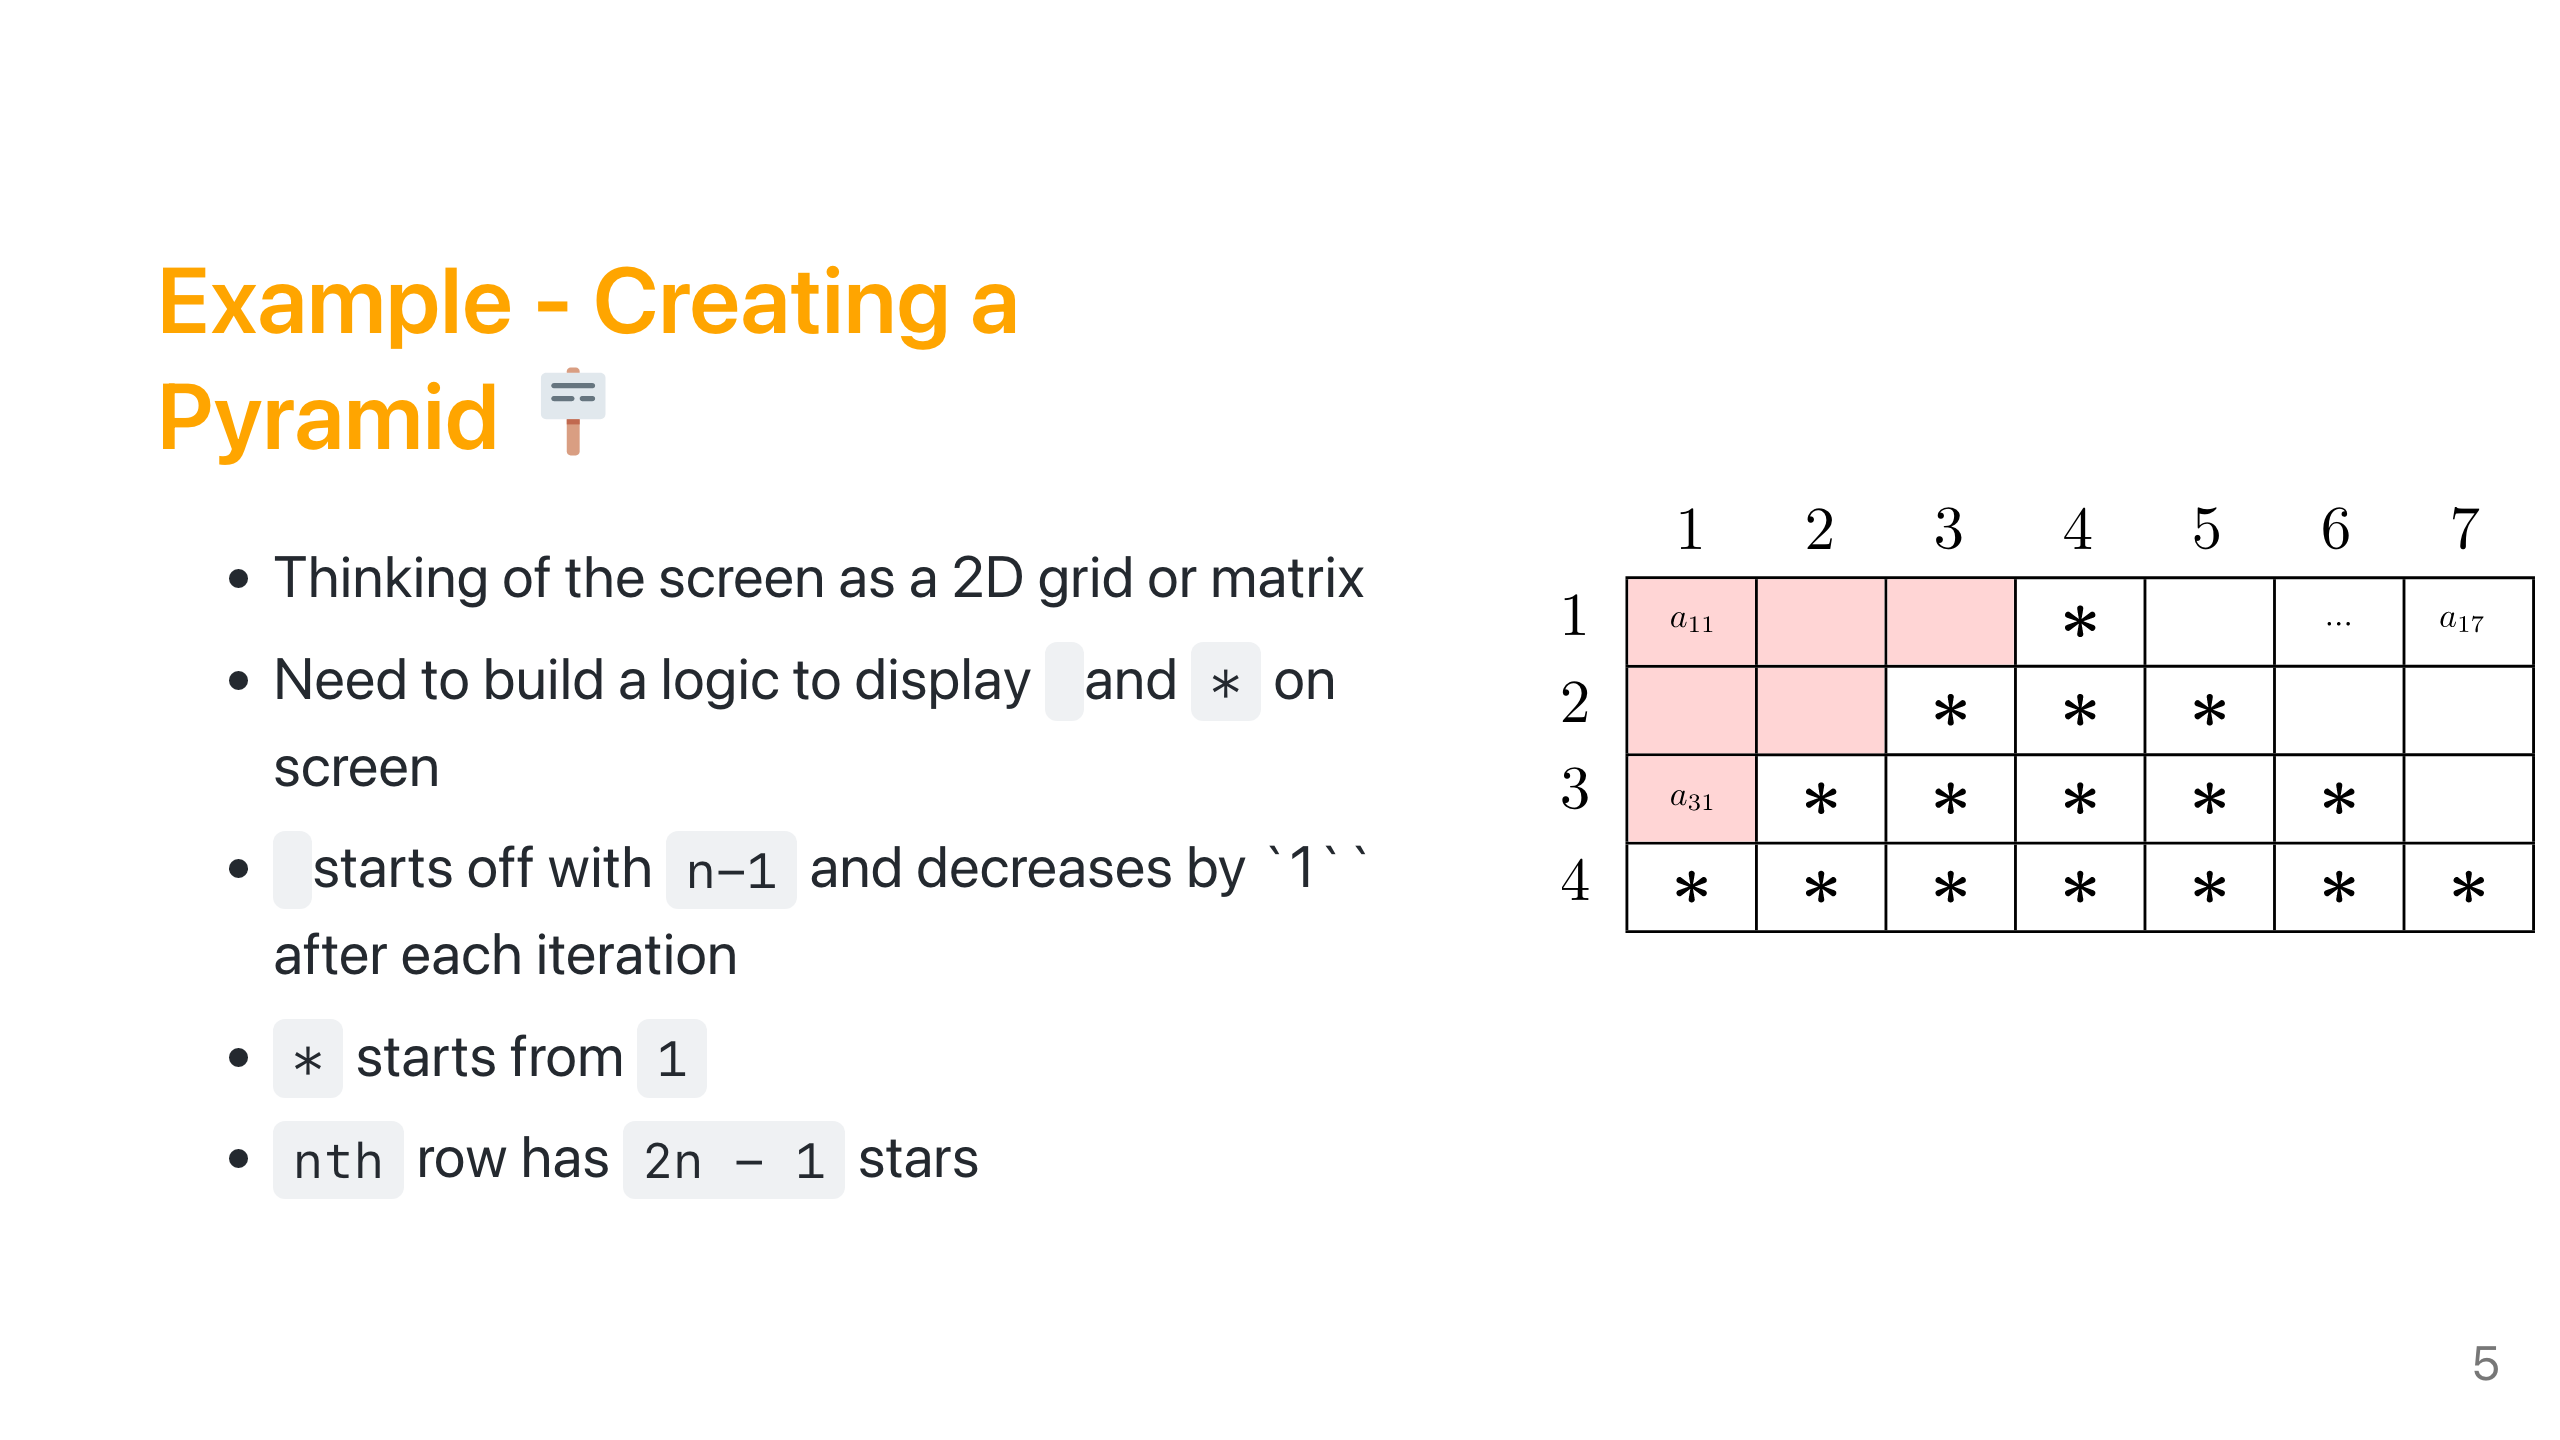 Example - Creating a
Pyramid
Thinking of the screen as a 2D grid or matrix
Need to build a logic to display and * on
screen
starts off with n-1 and decreases by `1``
after each iteration
* starts from 1
nth row has 2n - 1 stars
1 2 3 4 5 6 7
1 a11 * ... a17
2 * * *
3 a31 * * * * *
4 * * * * * * *
5